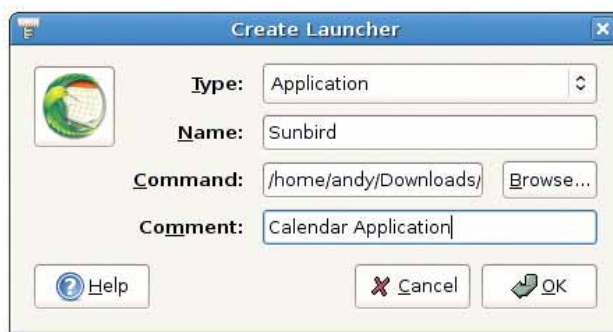 Create Launcher
Type: Application
Name: Sunbird
Command: /home/andy/Downloads/ Browse...
Comment: Calendar Application
Help Cancel OK